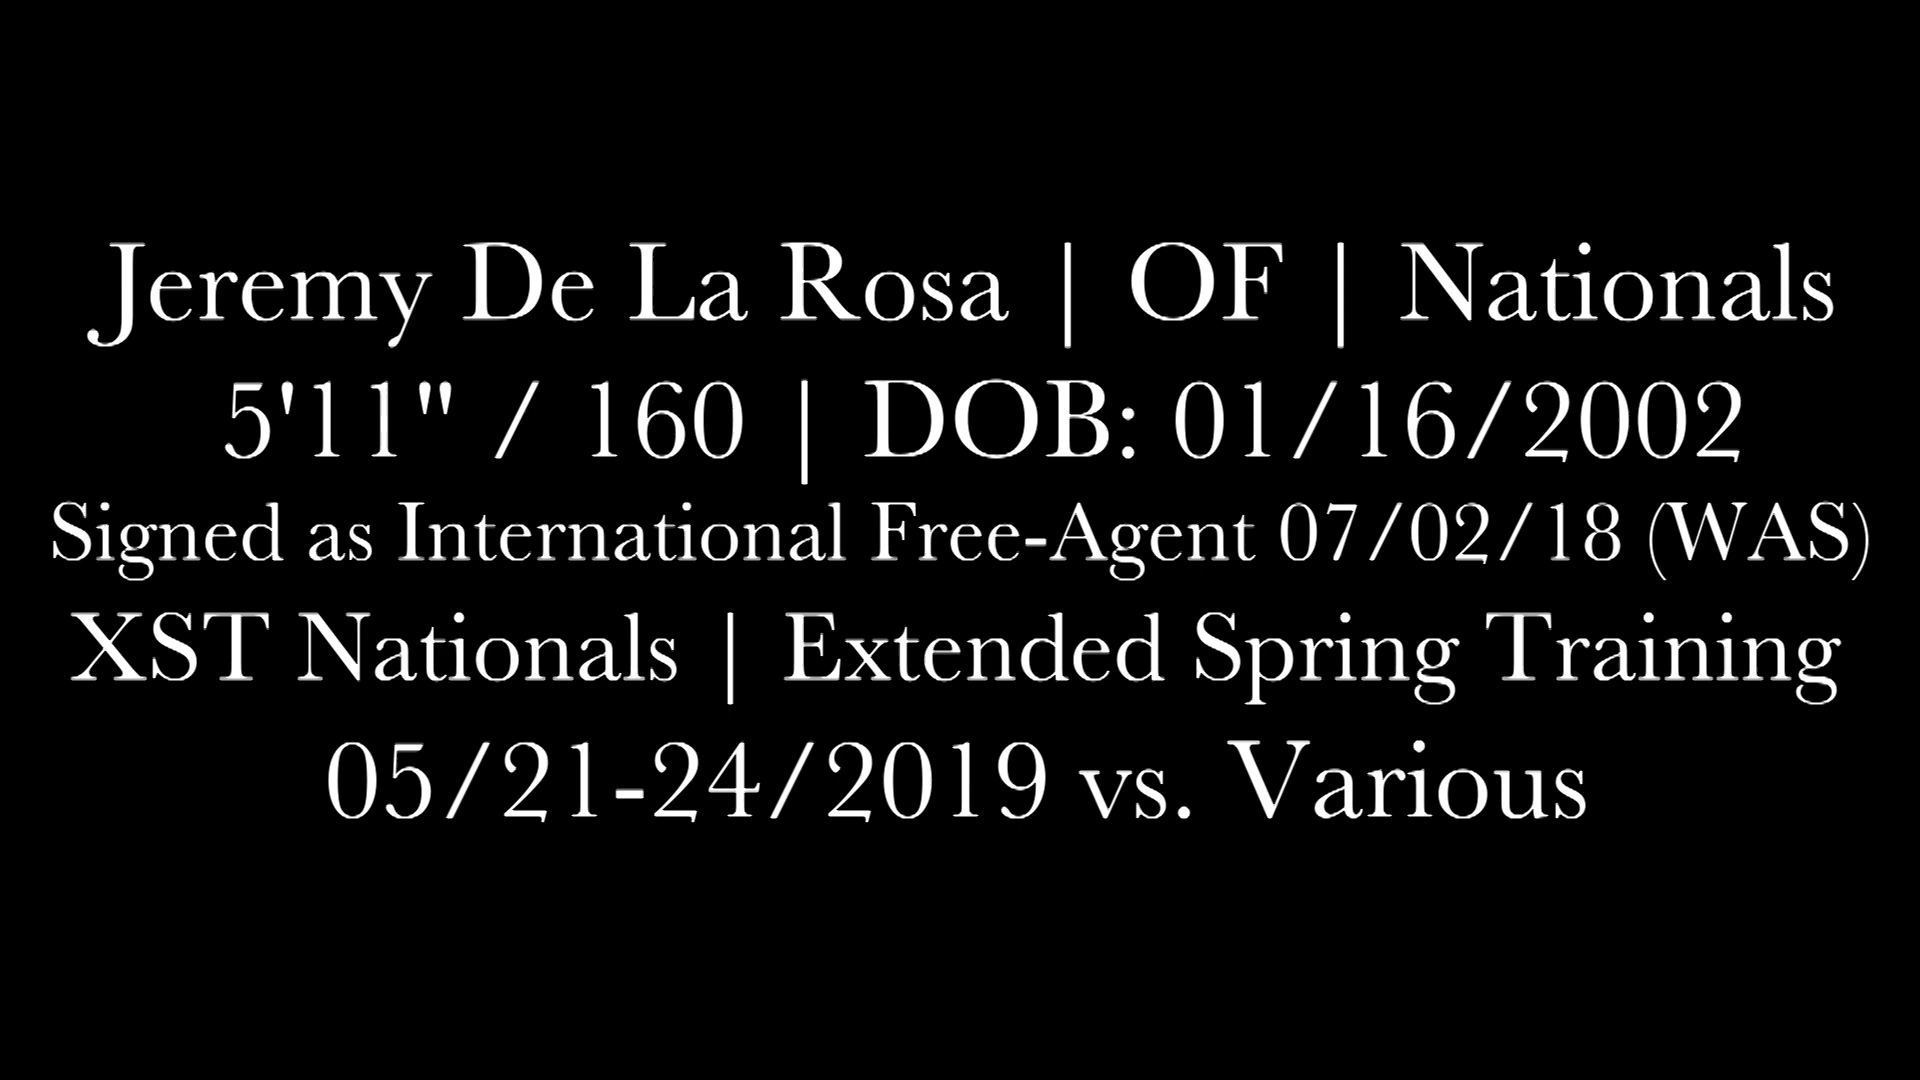 Jeremy De La Rosa | OF | Nationals
5'11" / 160 | DOB: 01/16/2002
Signed as International Free-Agent 07/02/18 (WAS)
XST Nationals | Extended Spring Training
05/21-24/2019 vs. Various